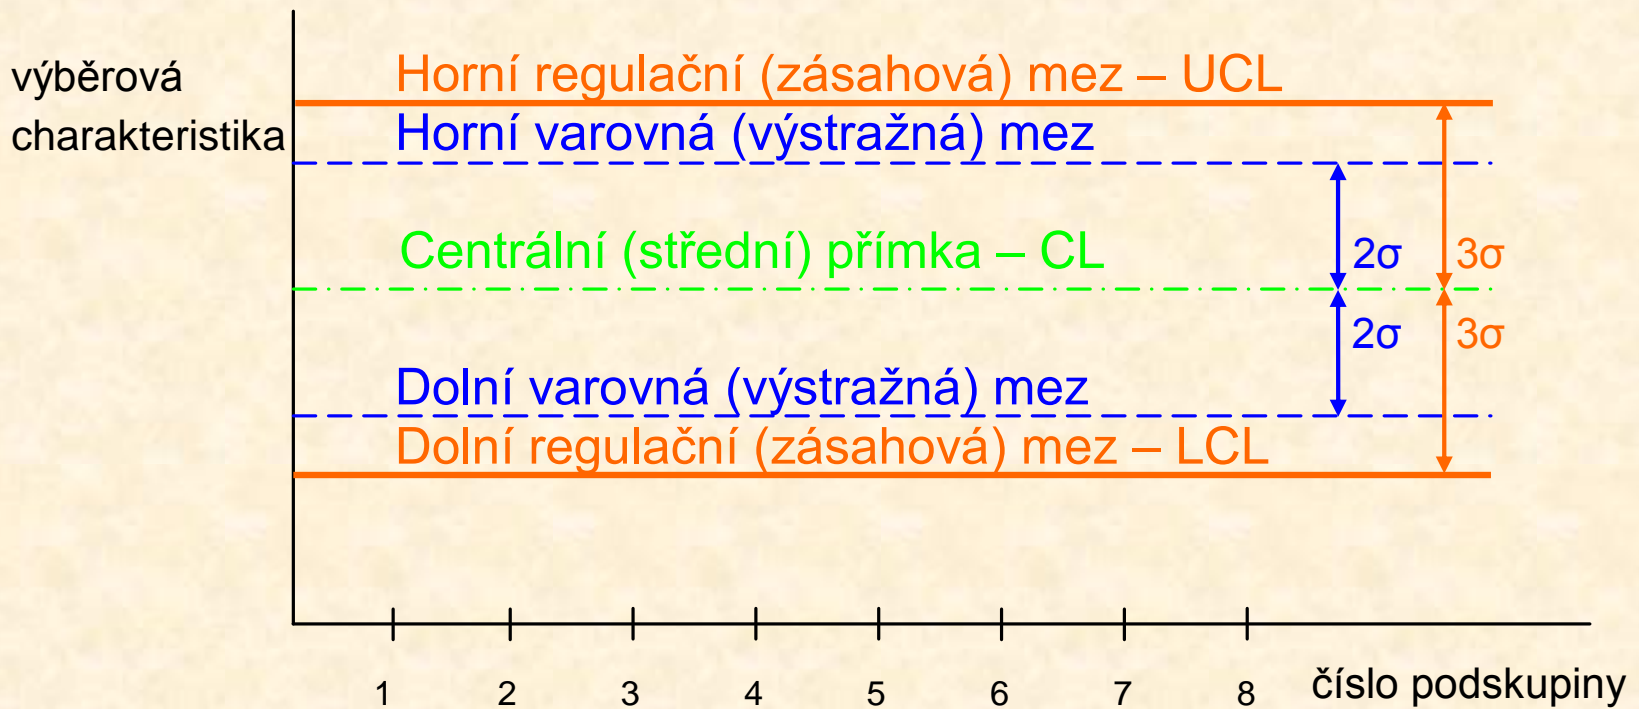 výběrová
charakteristika
Horní regulační (zásahová) mez – UCL
Horní varovná (výstražná) mez
Centrální (střední) přímka – CL
2σ
3σ
2σ
3σ
Dolní varovná (výstražná) mez
Dolní regulační (zásahová) mez – LCL
1 2 3 4 5 6 7 8 číslo podskupiny